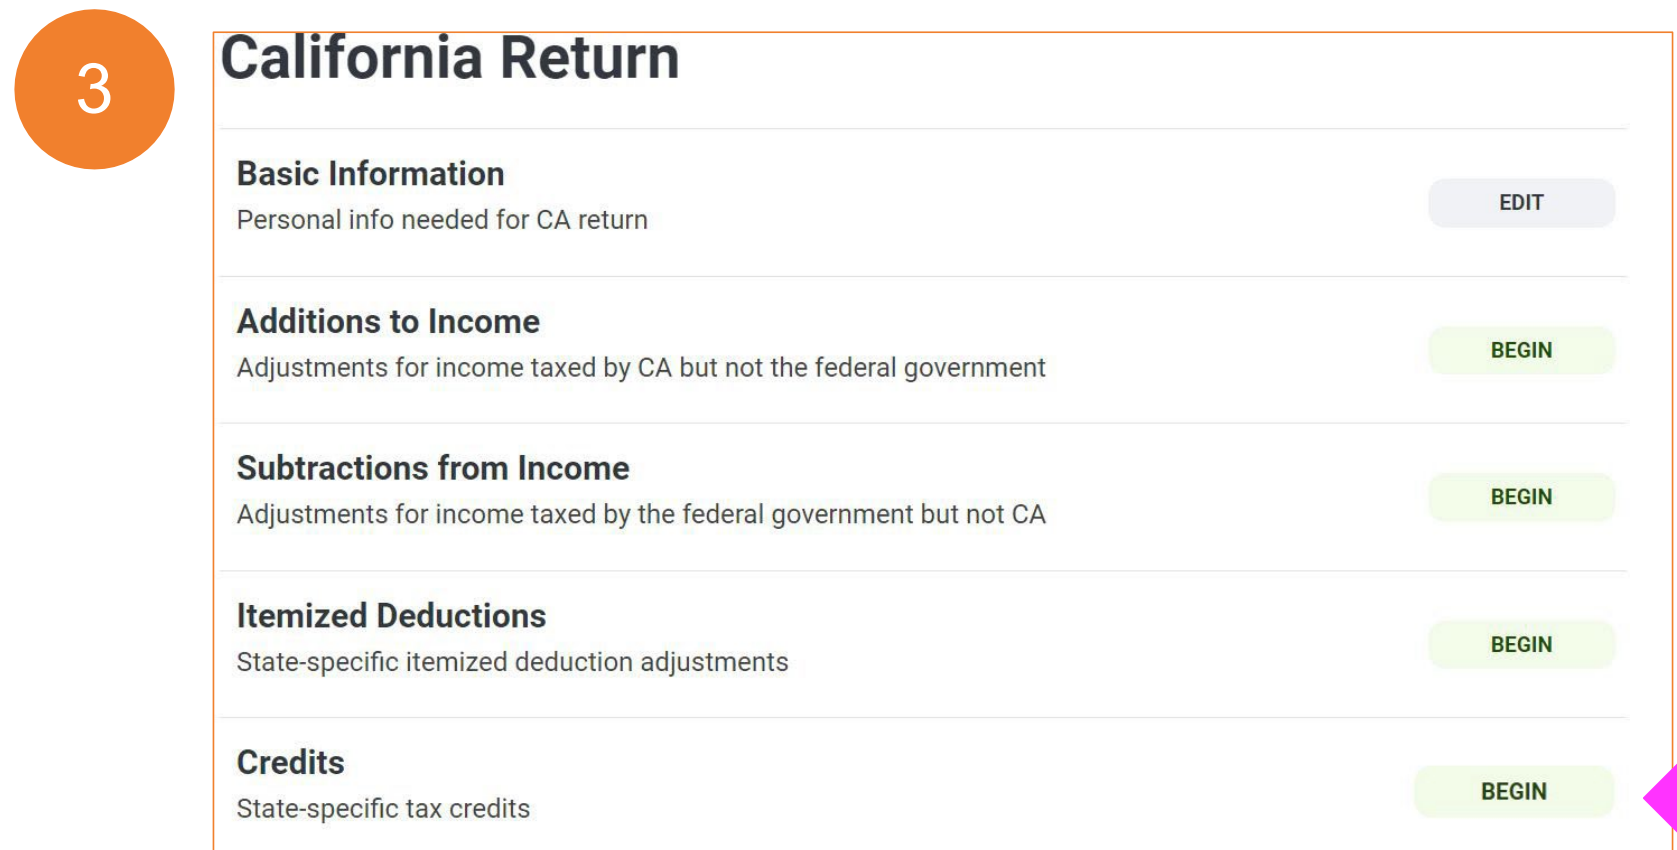 3
California Return
Basic Information
Personal info needed for CA return
EDIT
Additions to Income
Adjustments for income taxed by CA but not the federal government
BEGIN
Subtractions from Income
Adjustments for income taxed by the federal government but not CA
BEGIN
Itemized Deductions
State-specific itemized deduction adjustments
BEGIN
Credits
State-specific tax credits
BEGIN